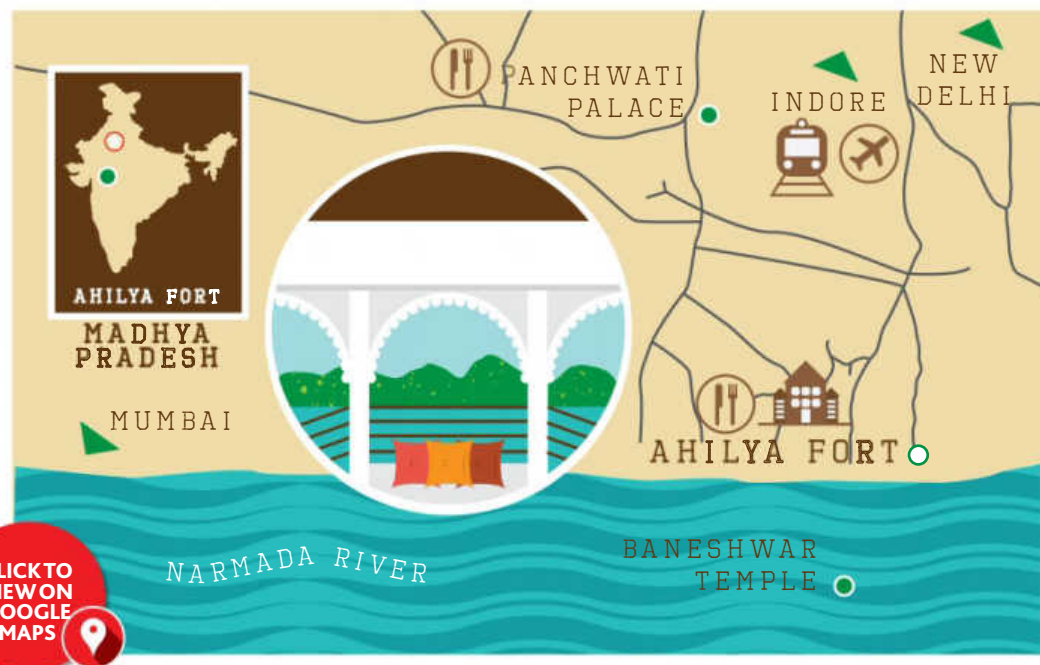 PANCHWATI
PALACE
INDORE
NEW
DELHI
AHILYA FORT
MADHYA
PRADESH
MUMBAI
AHILYA FORT
NARMADA RIVER
BANESHWAR
TEMPLE
LICK TO
IEW ON
OOGLE
MAPS